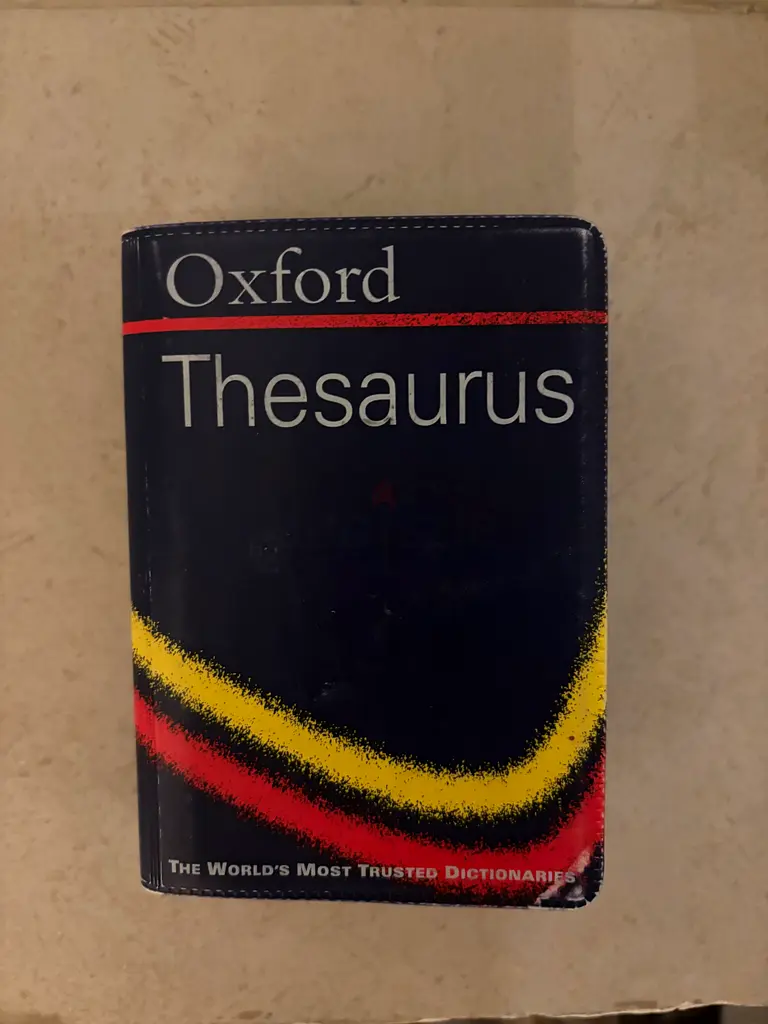 Oxford
Thesaurus
THE WORLD'S MOST TRUSTED DICTIONARIES